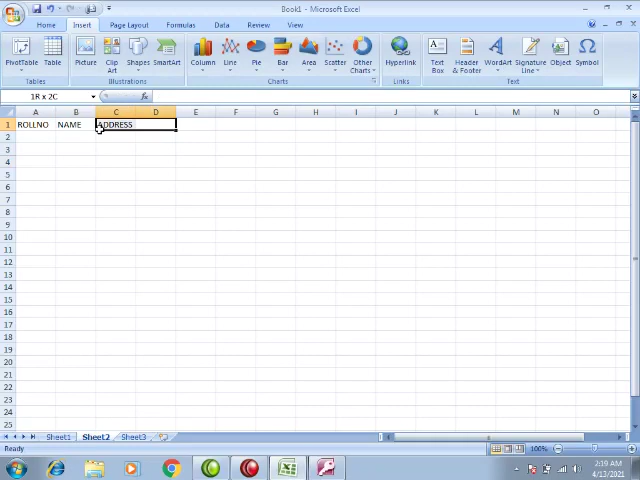 Book1 - Microsoft Excel
Home Insert Page Layout Formulas Data Review View
PivotTable Table Picture Clip Art Shapes SmartArt Column Line Pie Bar Area Scatter Other Charts Hyperlink Text Box Header & Footer WordArt Signature Line Object Symbol
Tables Illustrations Charts Links Text
1R x 2C fx
A B C D E F G H I J K L M N O
1 ROLLNO NAME ADDRESS
2
3
4
5
6
7
8
9
10
11
12
13
14
15
16
17
18
19
20
21
22
23
24
25
Sheet1 Sheet2 Sheet3
Ready 100%
2:19 AM
4/13/2021